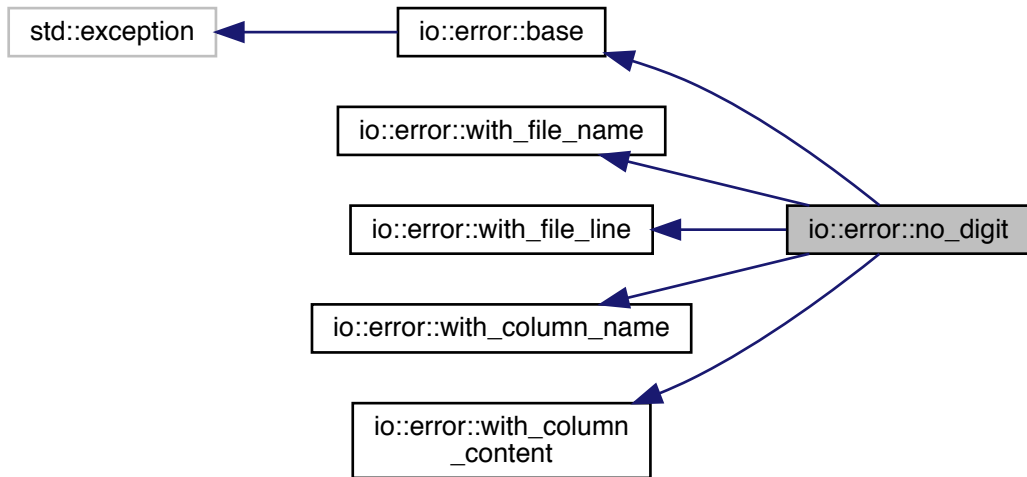 std::exception
io::error::base
io::error::with_file_name
io::error::with_file_line
io::error::no_digit
io::error::with_column_name
io::error::with_column
_content